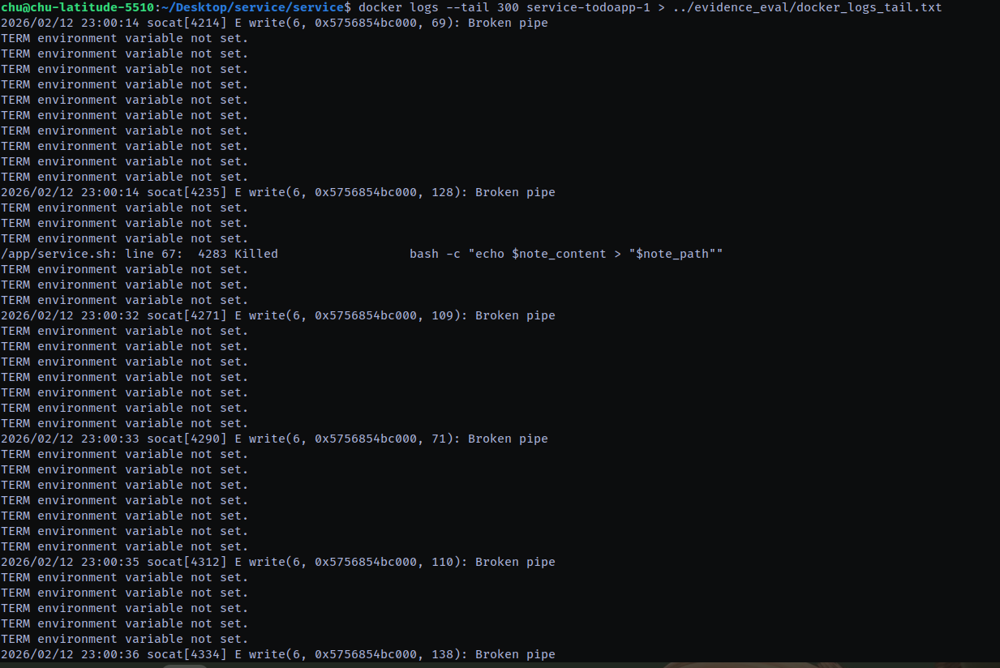 chu@chu-latitude-5510:~/Desktop/service/service$ docker logs --tail 300 service-todoapp-1 > ../evidence_eval/docker_logs_tail.txt
2026/02/12 23:00:14 socat[4214] E write(6, 0x5756854bc000, 69): Broken pipe
TERM environment variable not set.
TERM environment variable not set.
TERM environment variable not set.
TERM environment variable not set.
TERM environment variable not set.
TERM environment variable not set.
TERM environment variable not set.
TERM environment variable not set.
TERM environment variable not set.
TERM environment variable not set.
2026/02/12 23:00:14 socat[4235] E write(6, 0x5756854bc000, 128): Broken pipe
TERM environment variable not set.
TERM environment variable not set.
TERM environment variable not set.
/app/service.sh: line 67:  4283 Killed                  bash -c "echo $note_content > "$note_path""
TERM environment variable not set.
TERM environment variable not set.
TERM environment variable not set.
2026/02/12 23:00:32 socat[4271] E write(6, 0x5756854bc000, 109): Broken pipe
TERM environment variable not set.
TERM environment variable not set.
TERM environment variable not set.
TERM environment variable not set.
TERM environment variable not set.
TERM environment variable not set.
TERM environment variable not set.
2026/02/12 23:00:33 socat[4290] E write(6, 0x5756854bc000, 71): Broken pipe
TERM environment variable not set.
TERM environment variable not set.
TERM environment variable not set.
TERM environment variable not set.
TERM environment variable not set.
TERM environment variable not set.
TERM environment variable not set.
2026/02/12 23:00:35 socat[4312] E write(6, 0x5756854bc000, 110): Broken pipe
TERM environment variable not set.
TERM environment variable not set.
TERM environment variable not set.
TERM environment variable not set.
TERM environment variable not set.
2026/02/12 23:00:36 socat[4334] E write(6, 0x5756854bc000, 138): Broken pipe